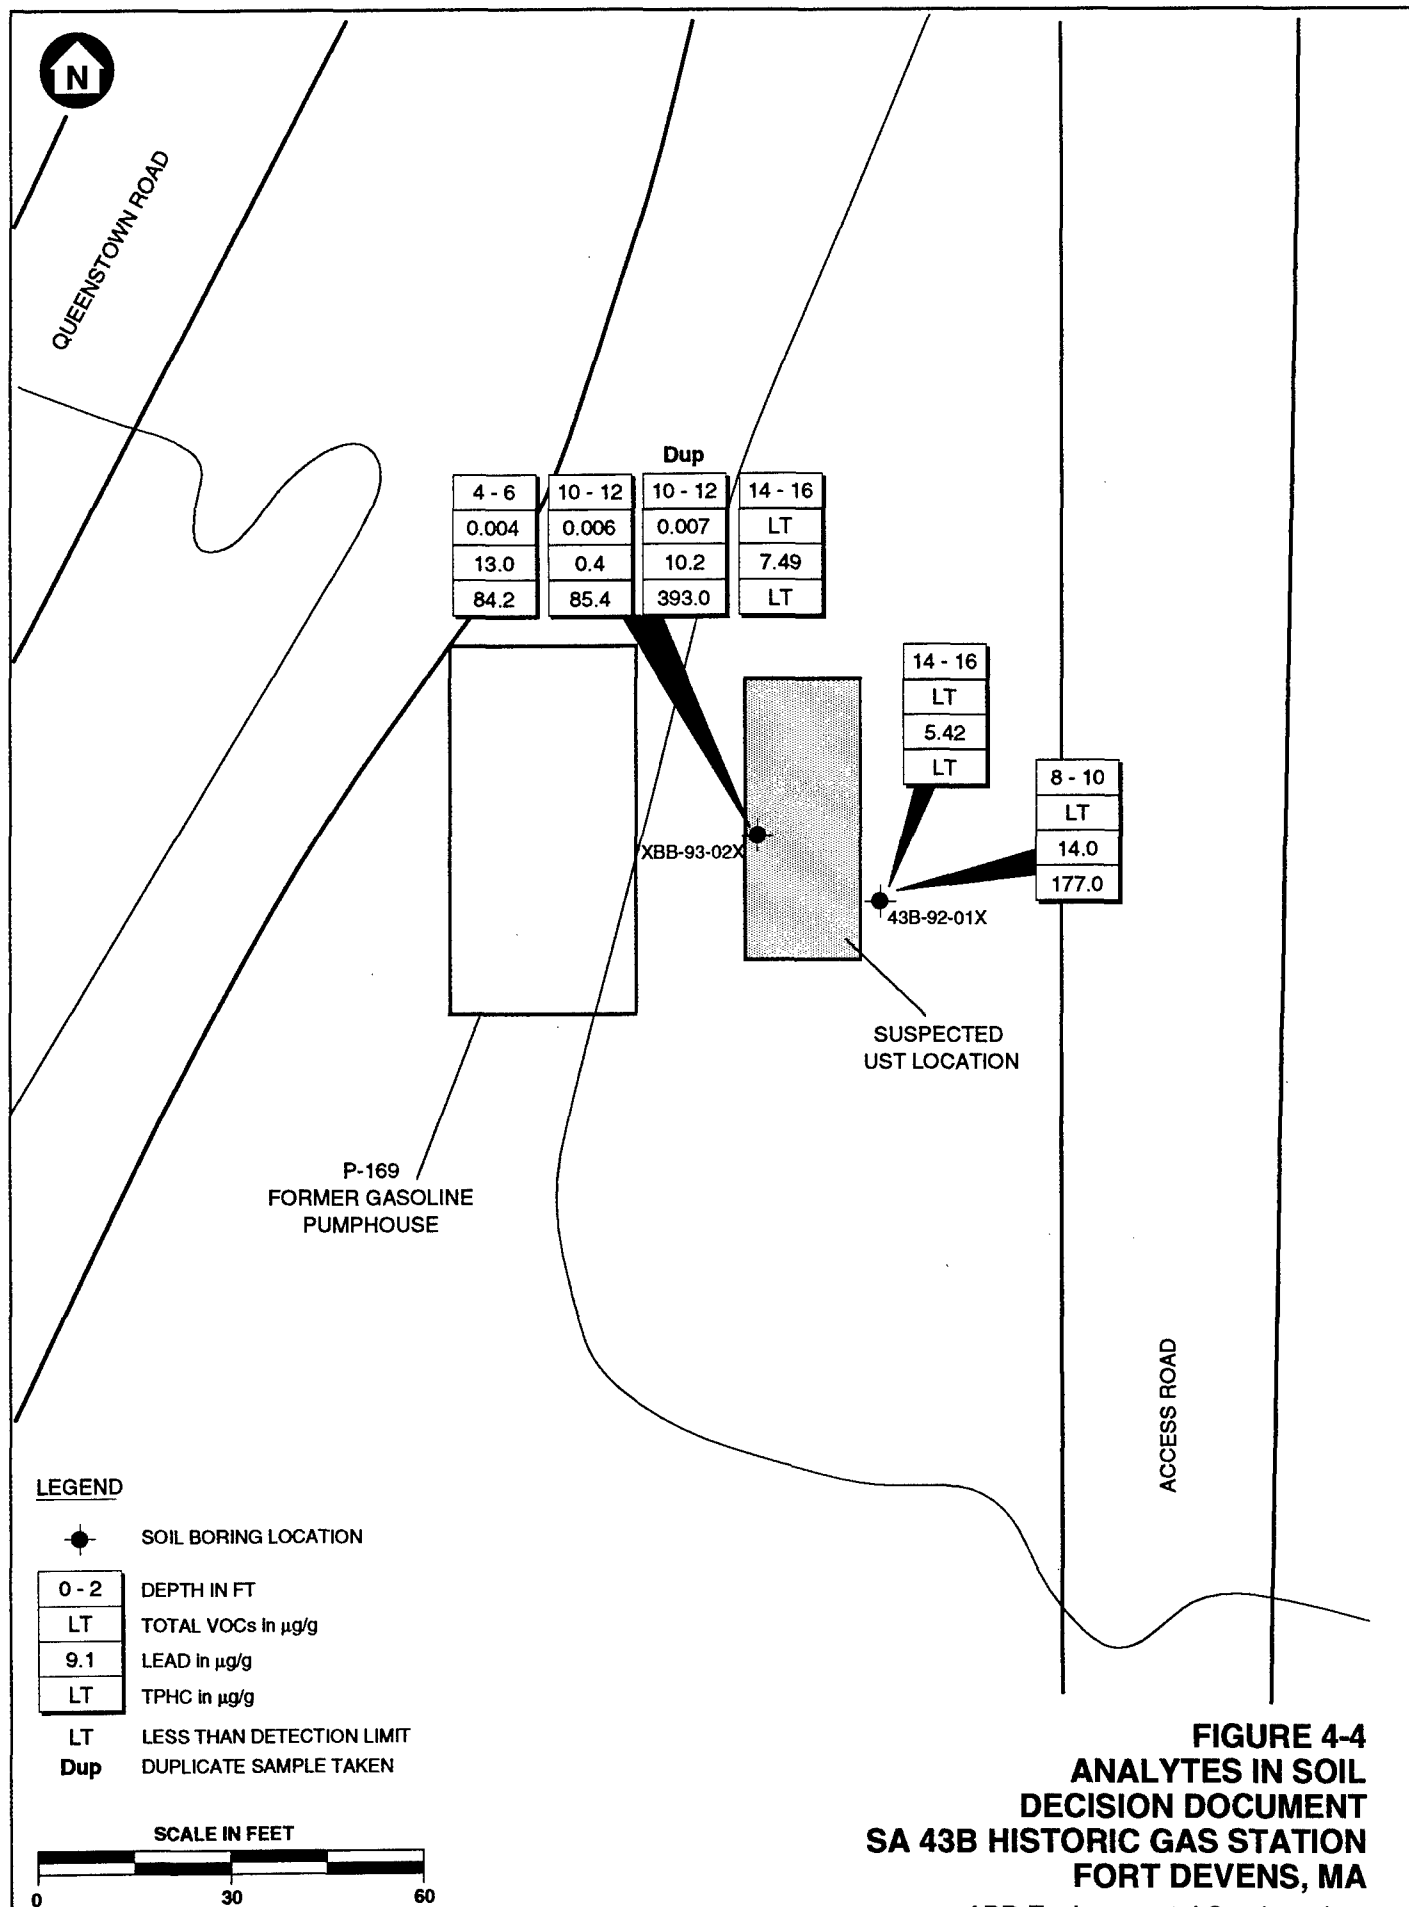 N
QUEENSTOWN ROAD
Dup
4 - 6
0.004
13.0
84.2
10 - 12
0.006
0.4
85.4
10 - 12
0.007
10.2
393.0
14 - 16
LT
7.49
LT
14 - 16
LT
5.42
LT
8 - 10
LT
14.0
177.0
XBB-93-02X
43B-92-01X
SUSPECTED
UST LOCATION
P-169
FORMER GASOLINE
PUMPHOUSE
ACCESS ROAD
LEGEND
SOIL BORING LOCATION
0 - 2 DEPTH IN FT
LT TOTAL VOCs in µg/g
9.1 LEAD in µg/g
LT TPHC in µg/g
LT LESS THAN DETECTION LIMIT
Dup DUPLICATE SAMPLE TAKEN
SCALE IN FEET
0 30 60
FIGURE 4-4
ANALYTES IN SOIL
DECISION DOCUMENT
SA 43B HISTORIC GAS STATION
FORT DEVENS, MA